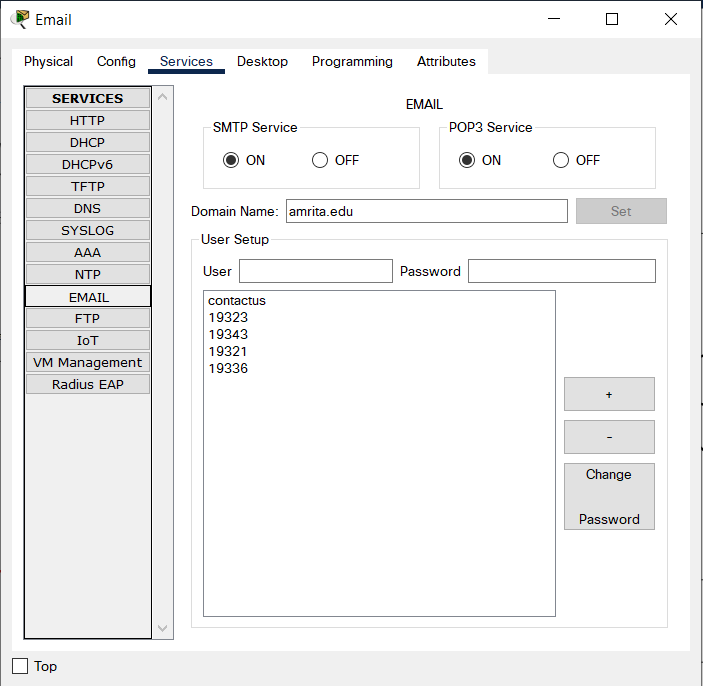 Email
Physical Config Services Desktop Programming Attributes
SERVICES
HTTP
DHCP
DHCPv6
TFTP
DNS
SYSLOG
AAA
NTP
EMAIL
FTP
IoT
VM Management
Radius EAP
EMAIL
SMTP Service POP3 Service
ON OFF ON OFF
Domain Name: amrita.edu Set
User Setup
User Password
contactus
19323
19343
19321
19336
+
-
Change
Password
Top